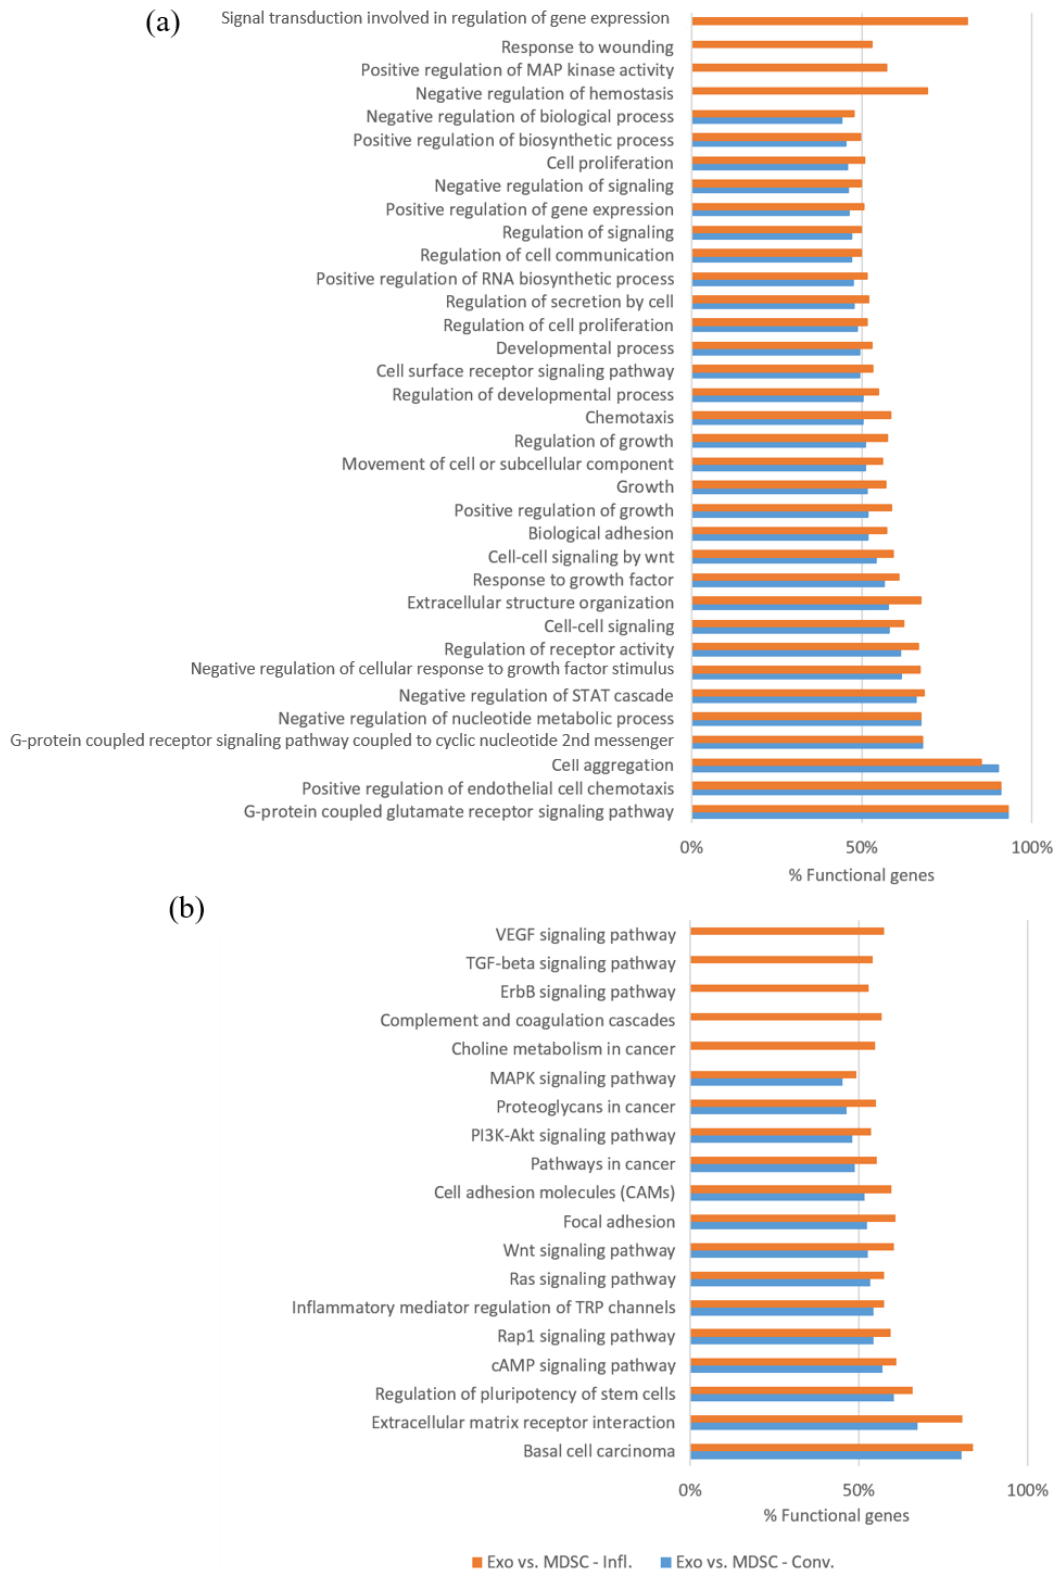 (a)
Signal transduction involved in regulation of gene expression
Response to wounding
Positive regulation of MAP kinase activity
Negative regulation of hemostasis
Negative regulation of biological process
Positive regulation of biosynthetic process
Cell proliferation
Negative regulation of signaling
Positive regulation of gene expression
Regulation of signaling
Regulation of cell communication
Positive regulation of RNA biosynthetic process
Regulation of secretion by cell
Regulation of cell proliferation
Developmental process
Cell surface receptor signaling pathway
Regulation of developmental process
Chemotaxis
Regulation of growth
Movement of cell or subcellular component
Growth
Positive regulation of growth
Biological adhesion
Cell-cell signaling by wnt
Response to growth factor
Extracellular structure organization
Cell-cell signaling
Regulation of receptor activity
Negative regulation of cellular response to growth factor stimulus
Negative regulation of STAT cascade
Negative regulation of nucleotide metabolic process
G-protein coupled receptor signaling pathway coupled to cyclic nucleotide 2nd messenger
Cell aggregation
Positive regulation of endothelial cell chemotaxis
G-protein coupled glutamate receptor signaling pathway
0% 50% 100%
% Functional genes
(b)
VEGF signaling pathway
TGF-beta signaling pathway
ErbB signaling pathway
Complement and coagulation cascades
Choline metabolism in cancer
MAPK signaling pathway
Proteoglycans in cancer
PI3K-Akt signaling pathway
Pathways in cancer
Cell adhesion molecules (CAMs)
Focal adhesion
Wnt signaling pathway
Ras signaling pathway
Inflammatory mediator regulation of TRP channels
Rap1 signaling pathway
cAMP signaling pathway
Regulation of pluripotency of stem cells
Extracellular matrix receptor interaction
Basal cell carcinoma
0% 50% 100%
% Functional genes
Exo vs. MDSC - Infl. Exo vs. MDSC - Conv.